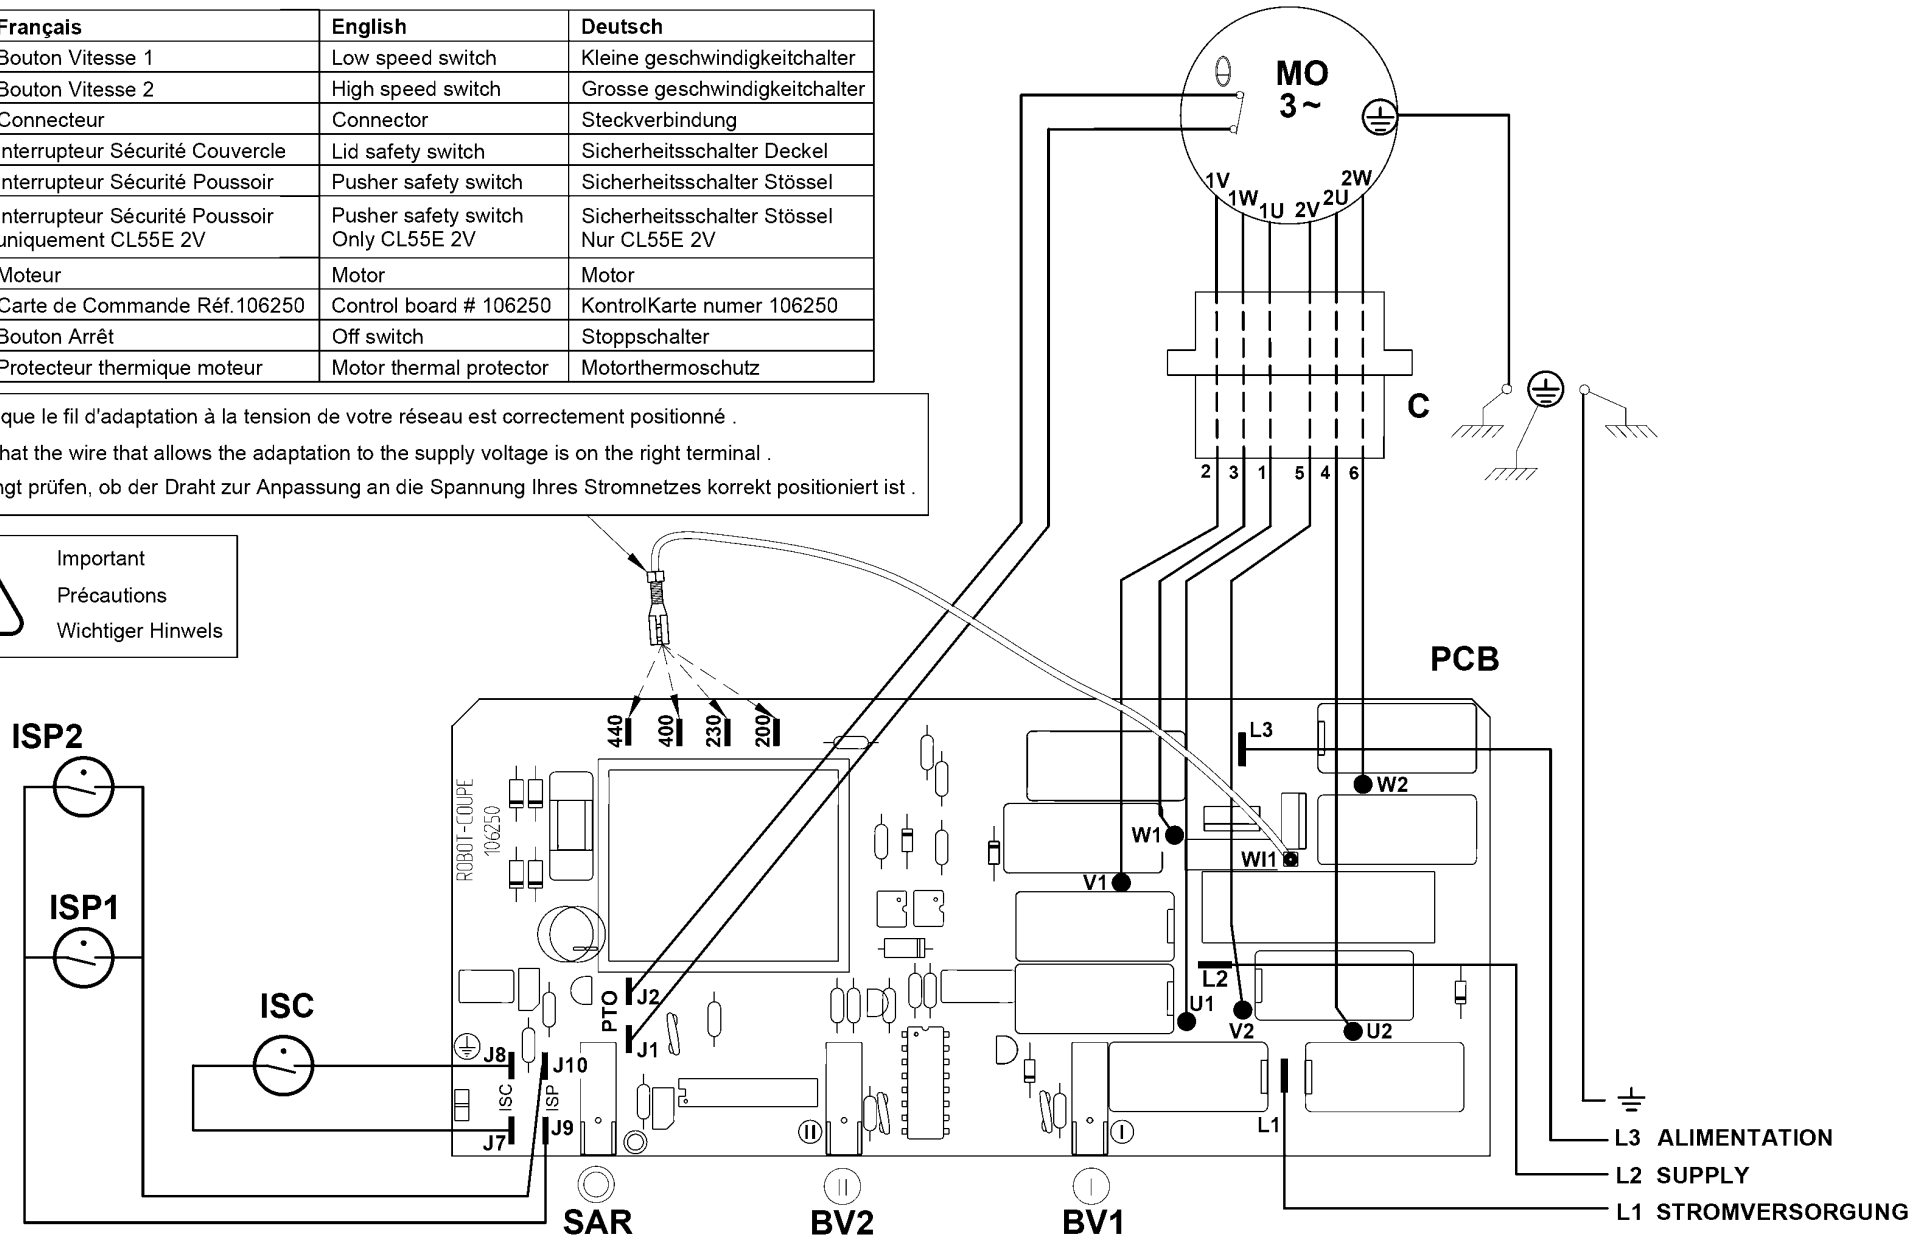 Français English Deutsch
Bouton Vitesse 1 Low speed switch Kleine geschwindigkeitchalter
Bouton Vitesse 2 High speed switch Grosse geschwindigkeitchalter
Connecteur Connector Steckverbindung
nterrupteur Sécurité Couvercle Lid safety switch Sicherheitsschalter Deckel
nterrupteur Sécurité Poussoir Pusher safety switch Sicherheitsschalter Stössel
nterrupteur Sécurité Poussoir Pusher safety switch Sicherheitsschalter Stössel
uniquement CL55E 2V Only CL55E 2V Nur CL55E 2V
Moteur Motor Motor
Carte de Commande Réf.106250 Control board # 106250 KontrolKarte numer 106250
Bouton Arrêt Off switch Stoppschalter
Protecteur thermique moteur Motor thermal protector Motorthermoschutz
que le fil d'adaptation à la tension de votre réseau est correctement positionné .
hat the wire that allows the adaptation to the supply voltage is on the right terminal .
ngt prüfen, ob der Draht zur Anpassung an die Spannung Ihres Stromnetzes korrekt positioniert ist .
Important
Précautions
Wichtiger Hinwels
MO
3~
1V 1W 1U 2V 2U 2W
C
2 3 1 5 4 6
PCB
440 400 230 200
L3
ISP2
ROBOT-COUPE
106250
W2
W1
WI1
V1
ISP1
L2
ISC
PTO
J2
U1
V2
U2
J1
J8
J10
ISC
ISP
J7
J9
II
I
L1
L3 ALIMENTATION
L2 SUPPLY
L1 STROMVERSORGUNG
II
I
SAR
BV2
BV1